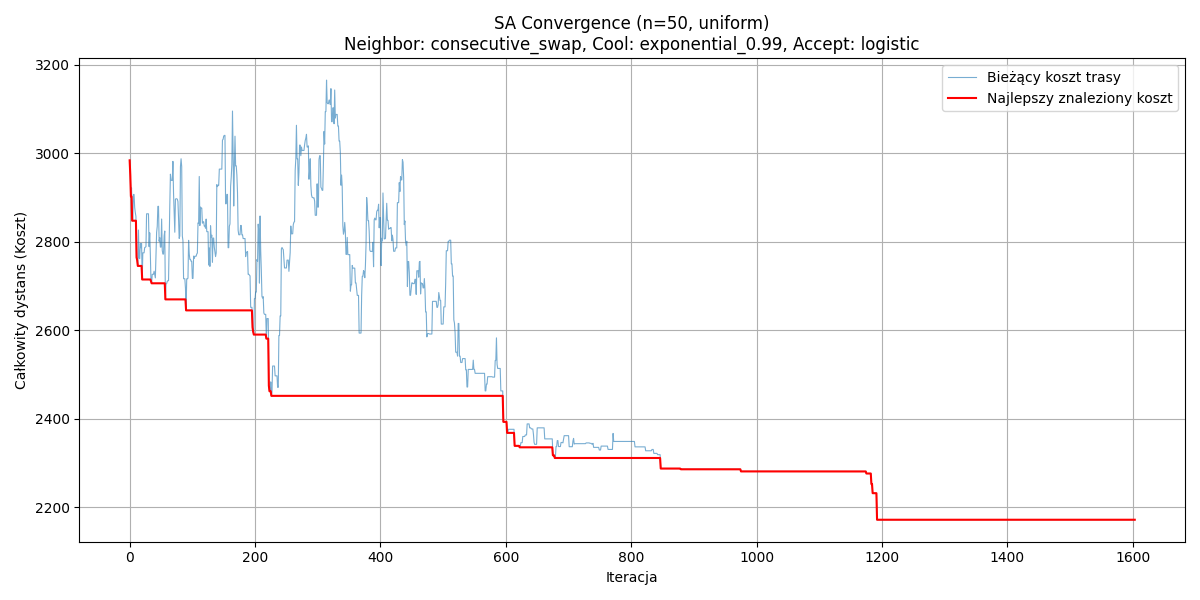 SA Convergence (n=50, uniform)
Neighbor: consecutive_swap, Cool: exponential_0.99, Accept: logistic
Bieżący koszt trasy
Najlepszy znaleziony koszt
Całkowity dystans (Koszt)
3200
3000
2800
2600
2400
2200
0 200 400 600 800 1000 1200 1400 1600
Iteracja